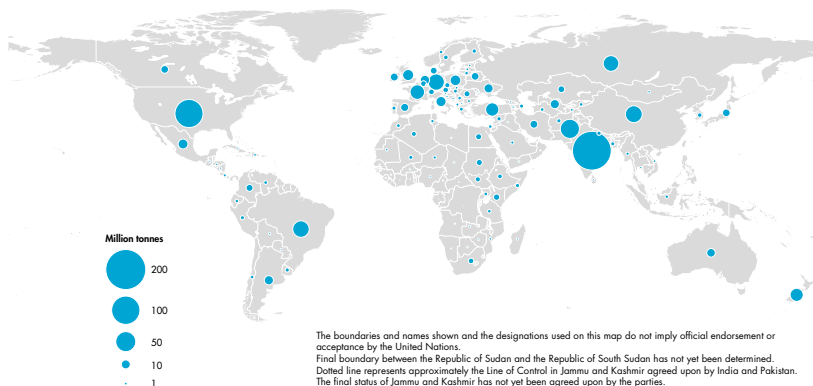 Million tonnes
200
100
50
10
1
The boundaries and names shown and the designations used on this map do not imply official endorsement or
acceptance by the United Nations.
Final boundary between the Republic of Sudan and the Republic of South Sudan has not yet been determined.
Dotted line represents approximately the Line of Control in Jammu and Kashmir agreed upon by India and Pakistan.
The final status of Jammu and Kashmir has not yet been agreed upon by the parties.